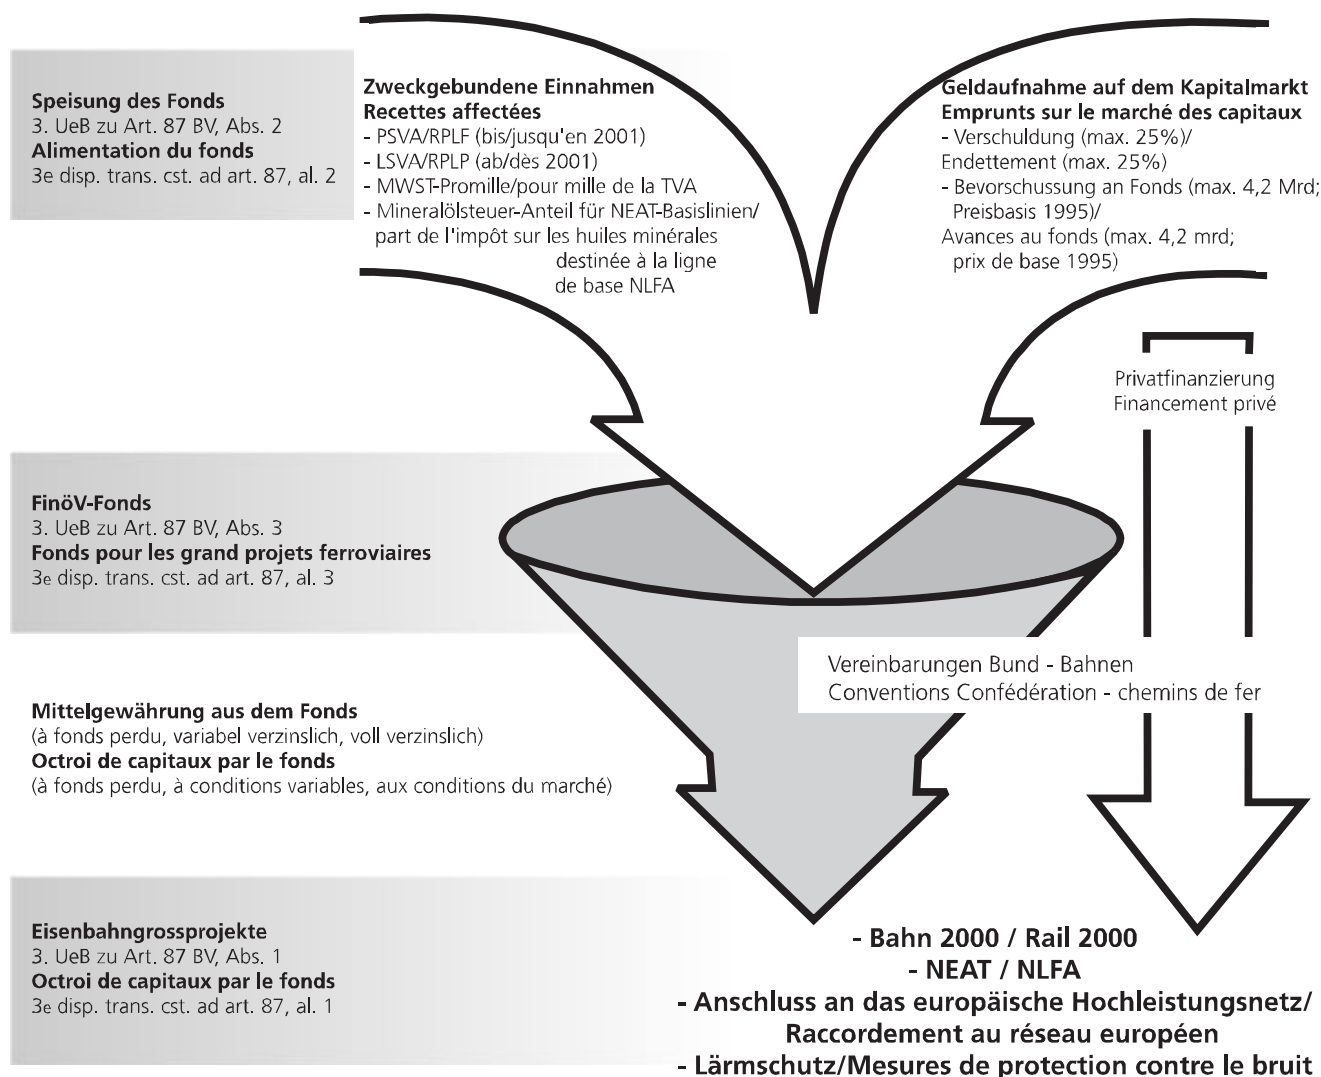 Speisung des Fonds
3. UeB zu Art. 87 BV, Abs. 2
Alimentation du fonds
3e disp. trans. cst. ad art. 87, al. 2
Zweckgebundene Einnahmen
Recettes affectées
- PSVA/RPLF (bis/jusqu'en 2001)
- LSVA/RPLP (ab/dès 2001)
- MWST-Promille/pour mille de la TVA
- Mineralölsteuer-Anteil für NEAT-Basislinien/
part de l'impôt sur les huiles minérales
destinée à la ligne
de base NLFA
Geldaufnahme auf dem Kapitalmarkt
Emprunts sur le marché des capitaux
- Verschuldung (max. 25%)/
Endettement (max. 25%)
- Bevorschussung an Fonds (max. 4,2 Mrd;
Preisbasis 1995)/
Avances au fonds (max. 4,2 mrd;
prix de base 1995)
Privatfinanzierung
Financement privé
FinöV-Fonds
3. UeB zu Art. 87 BV, Abs. 3
Fonds pour les grand projets ferroviaires
3e disp. trans. cst. ad art. 87, al. 3
Vereinbarungen Bund - Bahnen
Conventions Confédération - chemins de fer
Mittelgewährung aus dem Fonds
(à fonds perdu, variabel verzinslich, voll verzinslich)
Octroi de capitaux par le fonds
(à fonds perdu, à conditions variables, aux conditions du marché)
Eisenbahngrossprojekte
3. UeB zu Art. 87 BV, Abs. 1
Octroi de capitaux par le fonds
3e disp. trans. cst. ad art. 87, al. 1
- Bahn 2000 / Rail 2000
- NEAT / NLFA
- Anschluss an das europäische Hochleistungsnetz/
Raccordement au réseau européen
- Lärmschutz/Mesures de protection contre le bruit